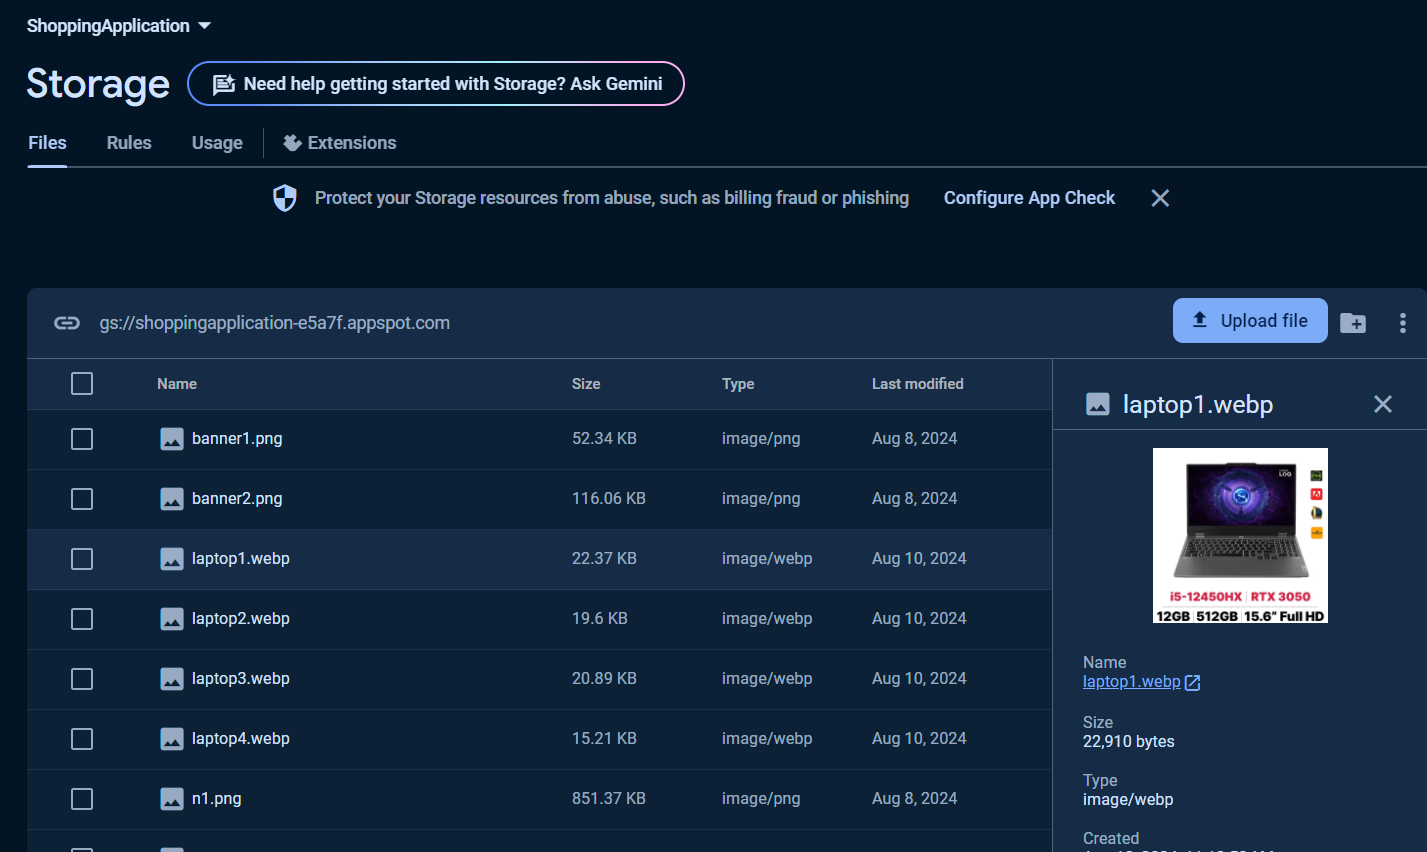 ShoppingApplication
Storage
Need help getting started with Storage? Ask Gemini
Files Rules Usage Extensions
Protect your Storage resources from abuse, such as billing fraud or phishing Configure App Check
gs://shoppingapplication-e5a7f.appspot.com Upload file
Name Size Type Last modified
laptop1.webp
banner1.png 52.34 KB image/png Aug 8, 2024
banner2.png 116.06 KB image/png Aug 8, 2024
laptop1.webp 22.37 KB image/webp Aug 10, 2024
laptop2.webp 19.6 KB image/webp Aug 10, 2024
laptop3.webp 20.89 KB image/webp Aug 10, 2024
laptop4.webp 15.21 KB image/webp Aug 10, 2024
n1.png 851.37 KB image/png Aug 8, 2024
LOQ
i5-12450HX | RTX 3050
12GB | 512GB | 15.6" Full HD
Name
laptop1.webp
Size
22,910 bytes
Type
image/webp
Created